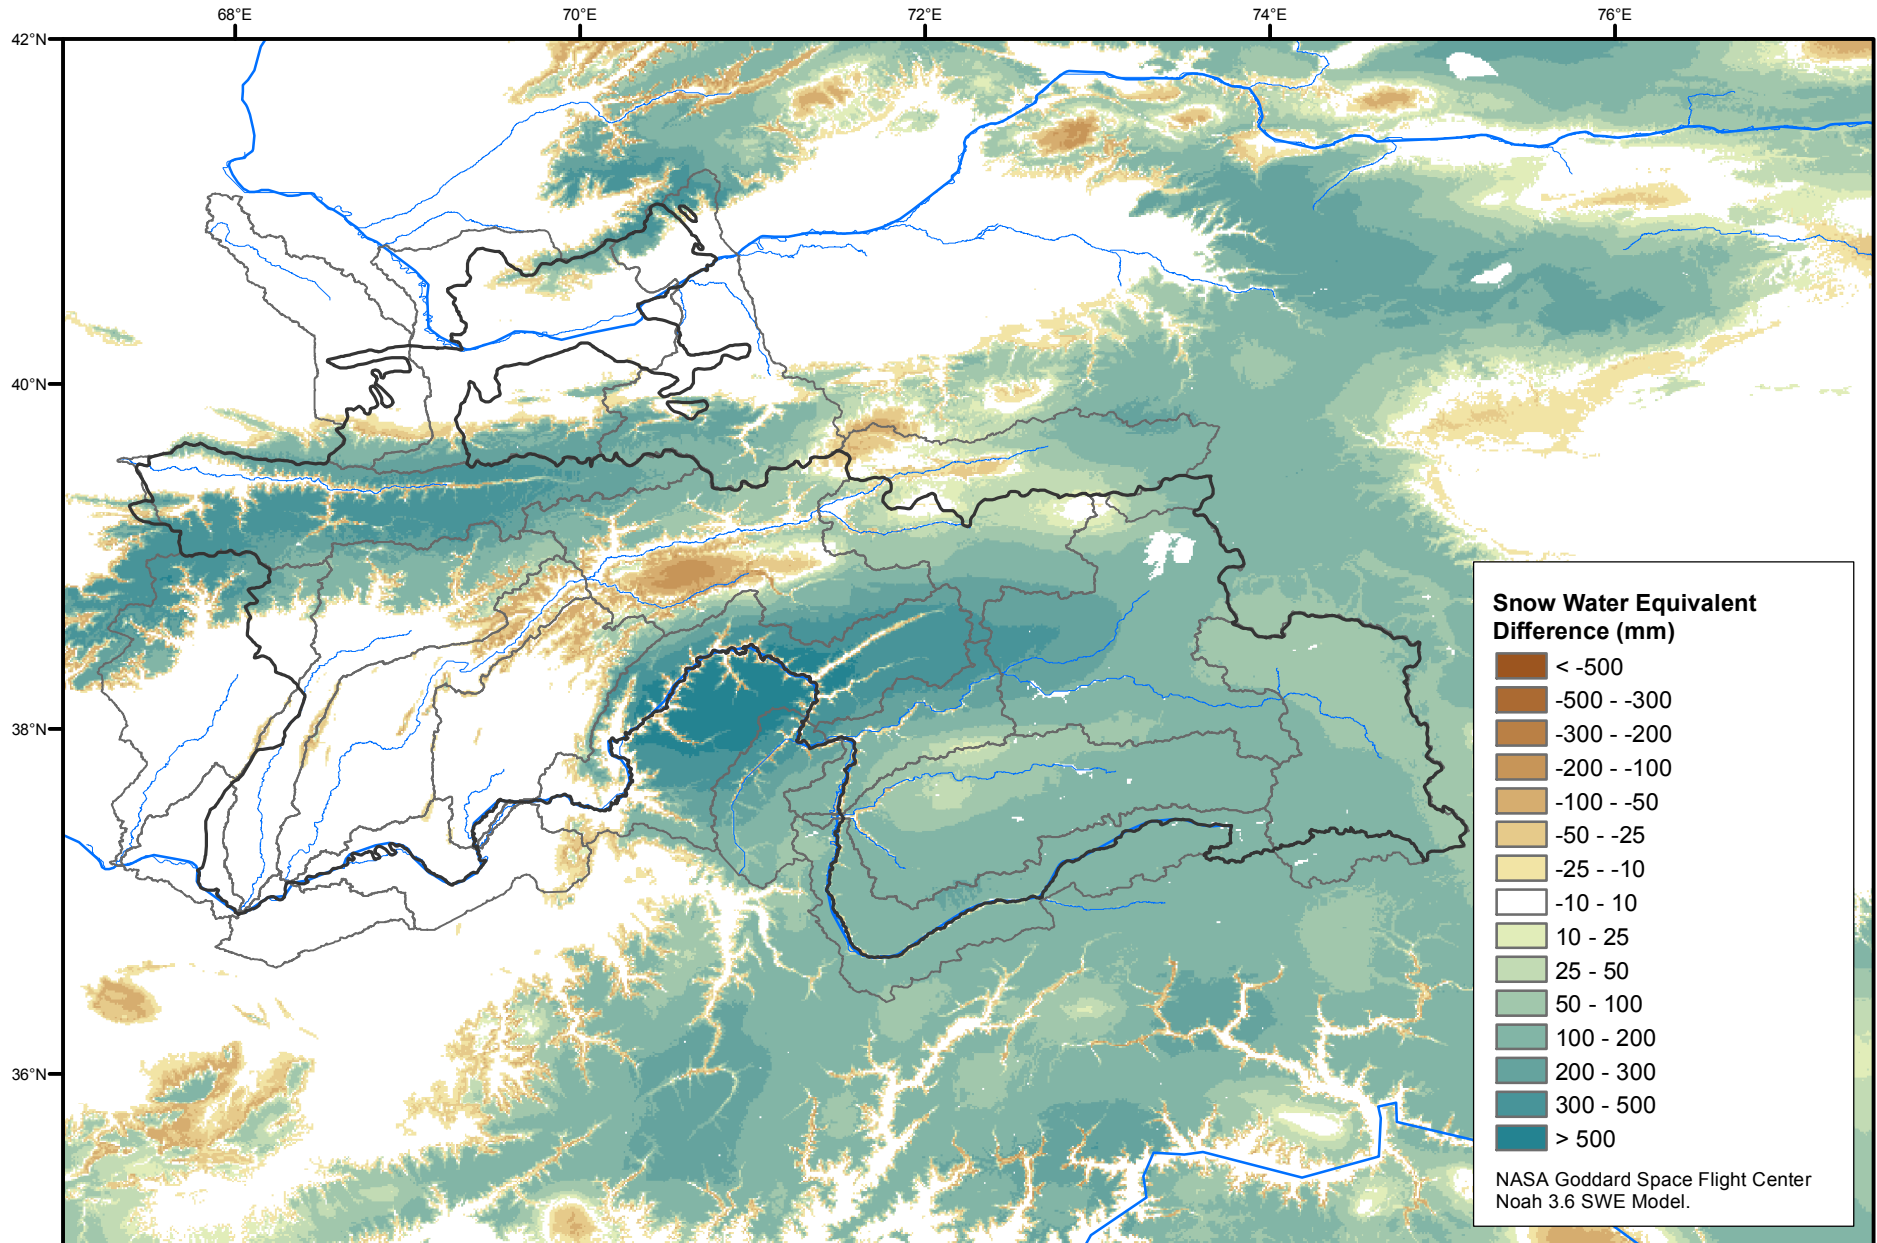 68°E
70°E
72°E
74°E
76°E
42°N
40°N
38°N
36°N
Snow Water Equivalent
Difference (mm)
< -500
-500 - -300
-300 - -200
-200 - -100
-100 - -50
-50 - -25
-25 - -10
-10 - 10
10 - 25
25 - 50
50 - 100
100 - 200
200 - 300
300 - 500
> 500
NASA Goddard Space Flight Center
Noah 3.6 SWE Model.